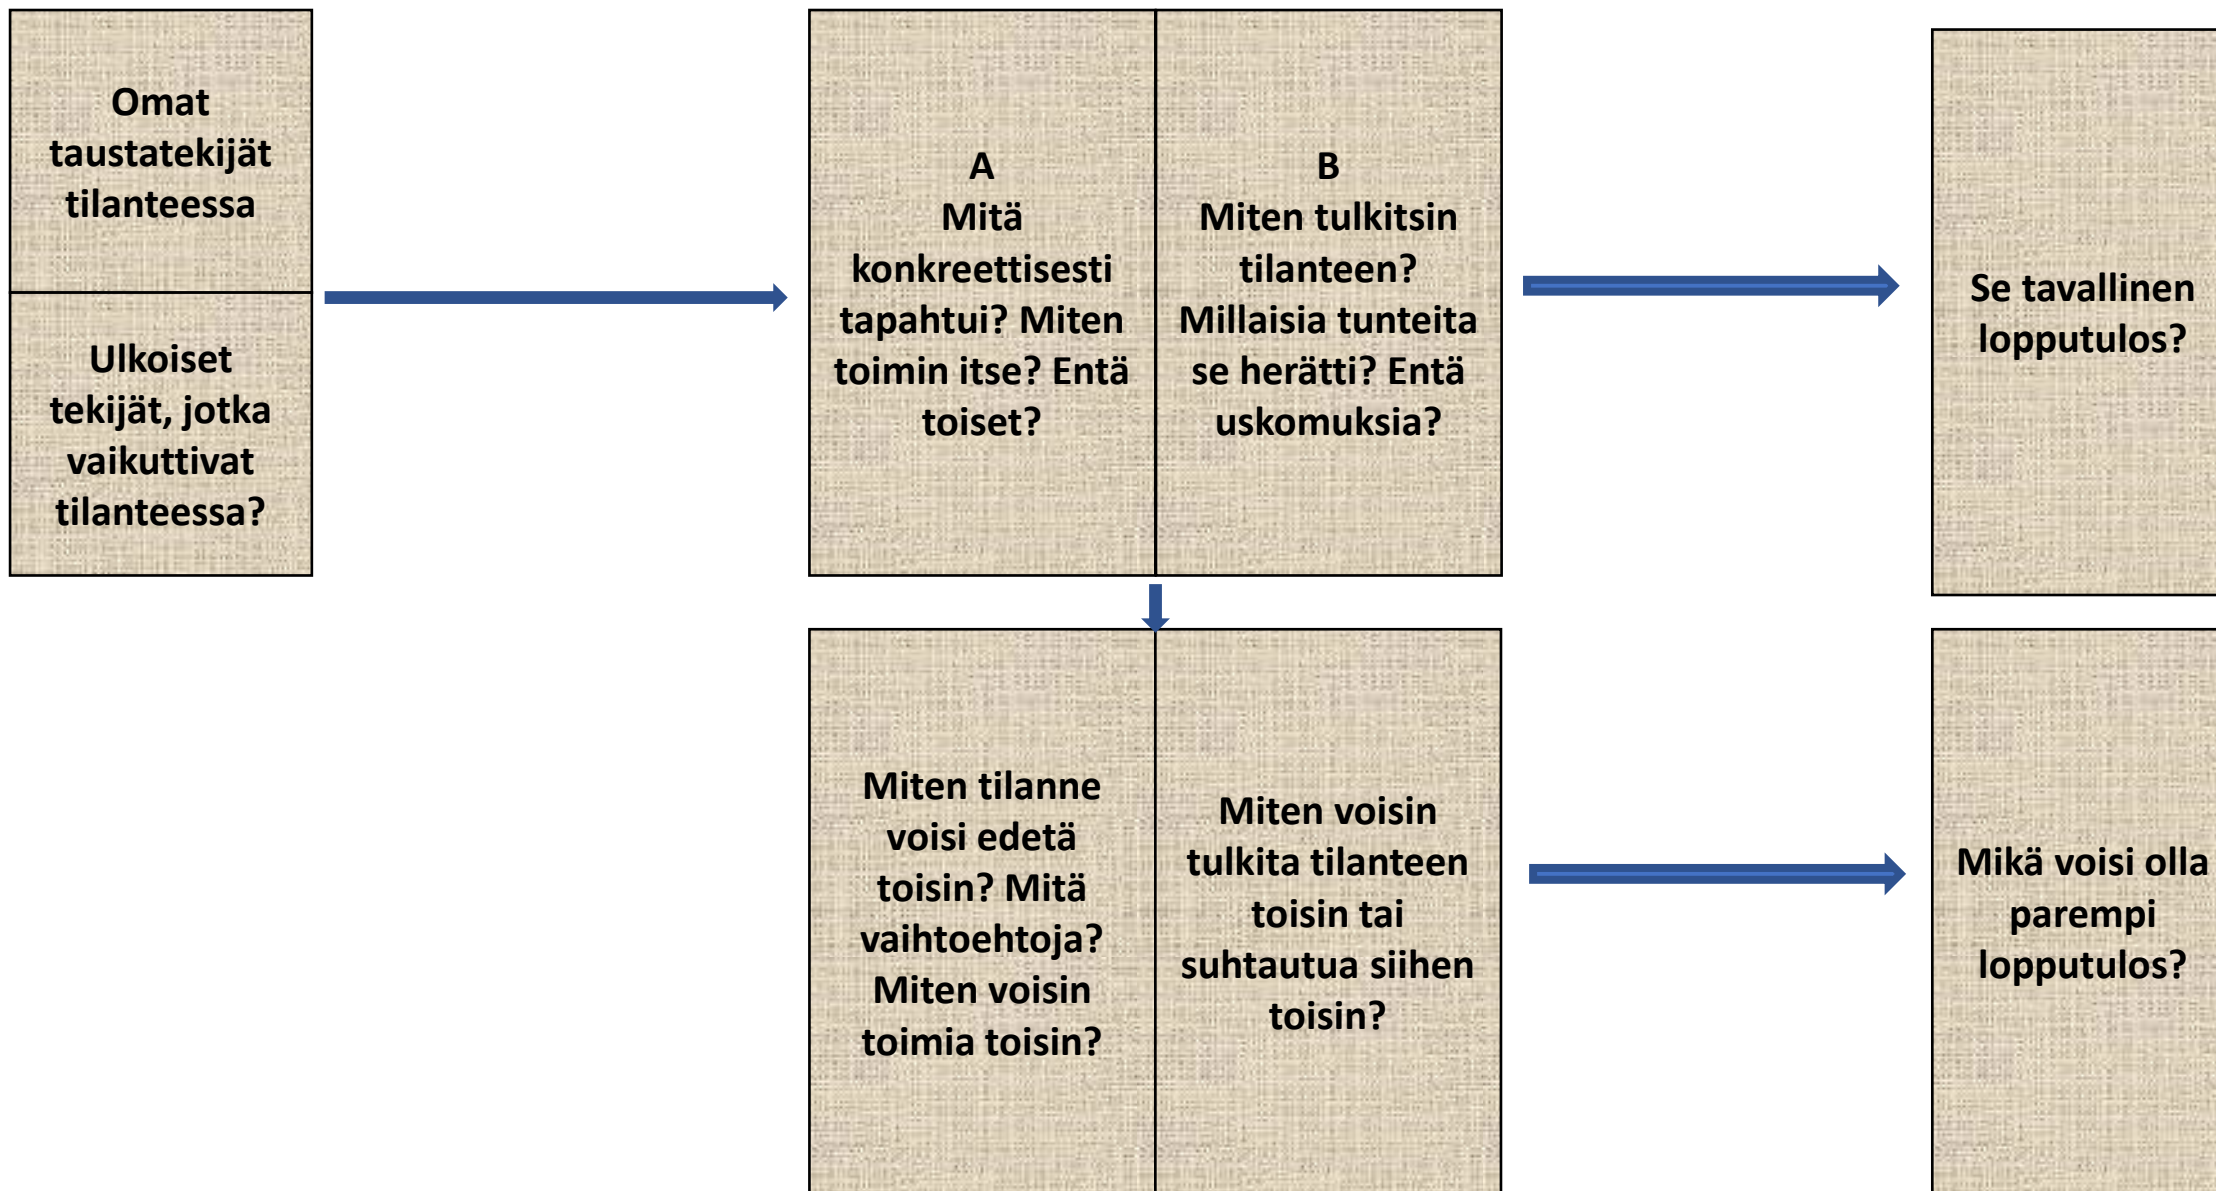 Omat
taustatekijät
tilanteessa
Ulkoiset
tekijät, jotka
vaikuttivat
tilanteessa?
A
Mitä
konkreettisesti
tapahtui? Miten
toimin itse? Entä
toiset?
B
Miten tulkitsin
tilanteen?
Millaisia tunteita
se herätti? Entä
uskomuksia?
Se tavallinen
lopputulos?
Miten tilanne
voisi edetä
toisin? Mitä
vaihtoehtoja?
Miten voisin
toimia toisin?
Miten voisin
tulkita tilanteen
toisin tai
suhtautua siihen
toisin?
Mikä voisi olla
parempi
lopputulos?